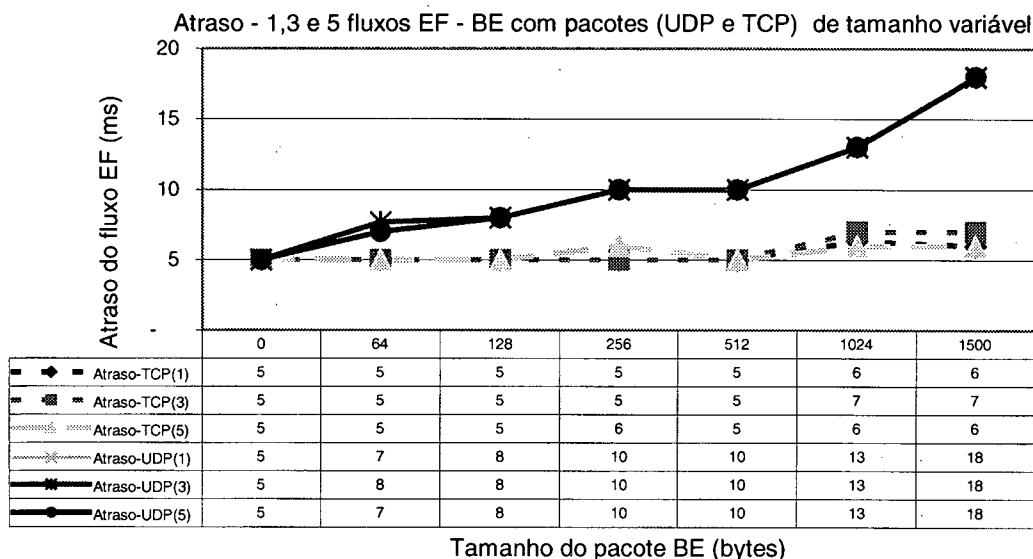 Atraso - 1,3 e 5 fluxos EF - BE com pacotes (UDP e TCP) de tamanho variável
Atraso do fluxo EF (ms)
20
15
10
5
-
0 64 128 256 512 1024 1500
Atraso-TCP(1) 5 5 5 5 5 6 6
Atraso-TCP(3) 5 5 5 5 5 7 7
Atraso-TCP(5) 5 5 5 6 5 6 6
Atraso-UDP(1) 5 7 8 10 10 13 18
Atraso-UDP(3) 5 8 8 10 10 13 18
Atraso-UDP(5) 5 7 8 10 10 13 18
Tamanho do pacote BE (bytes)